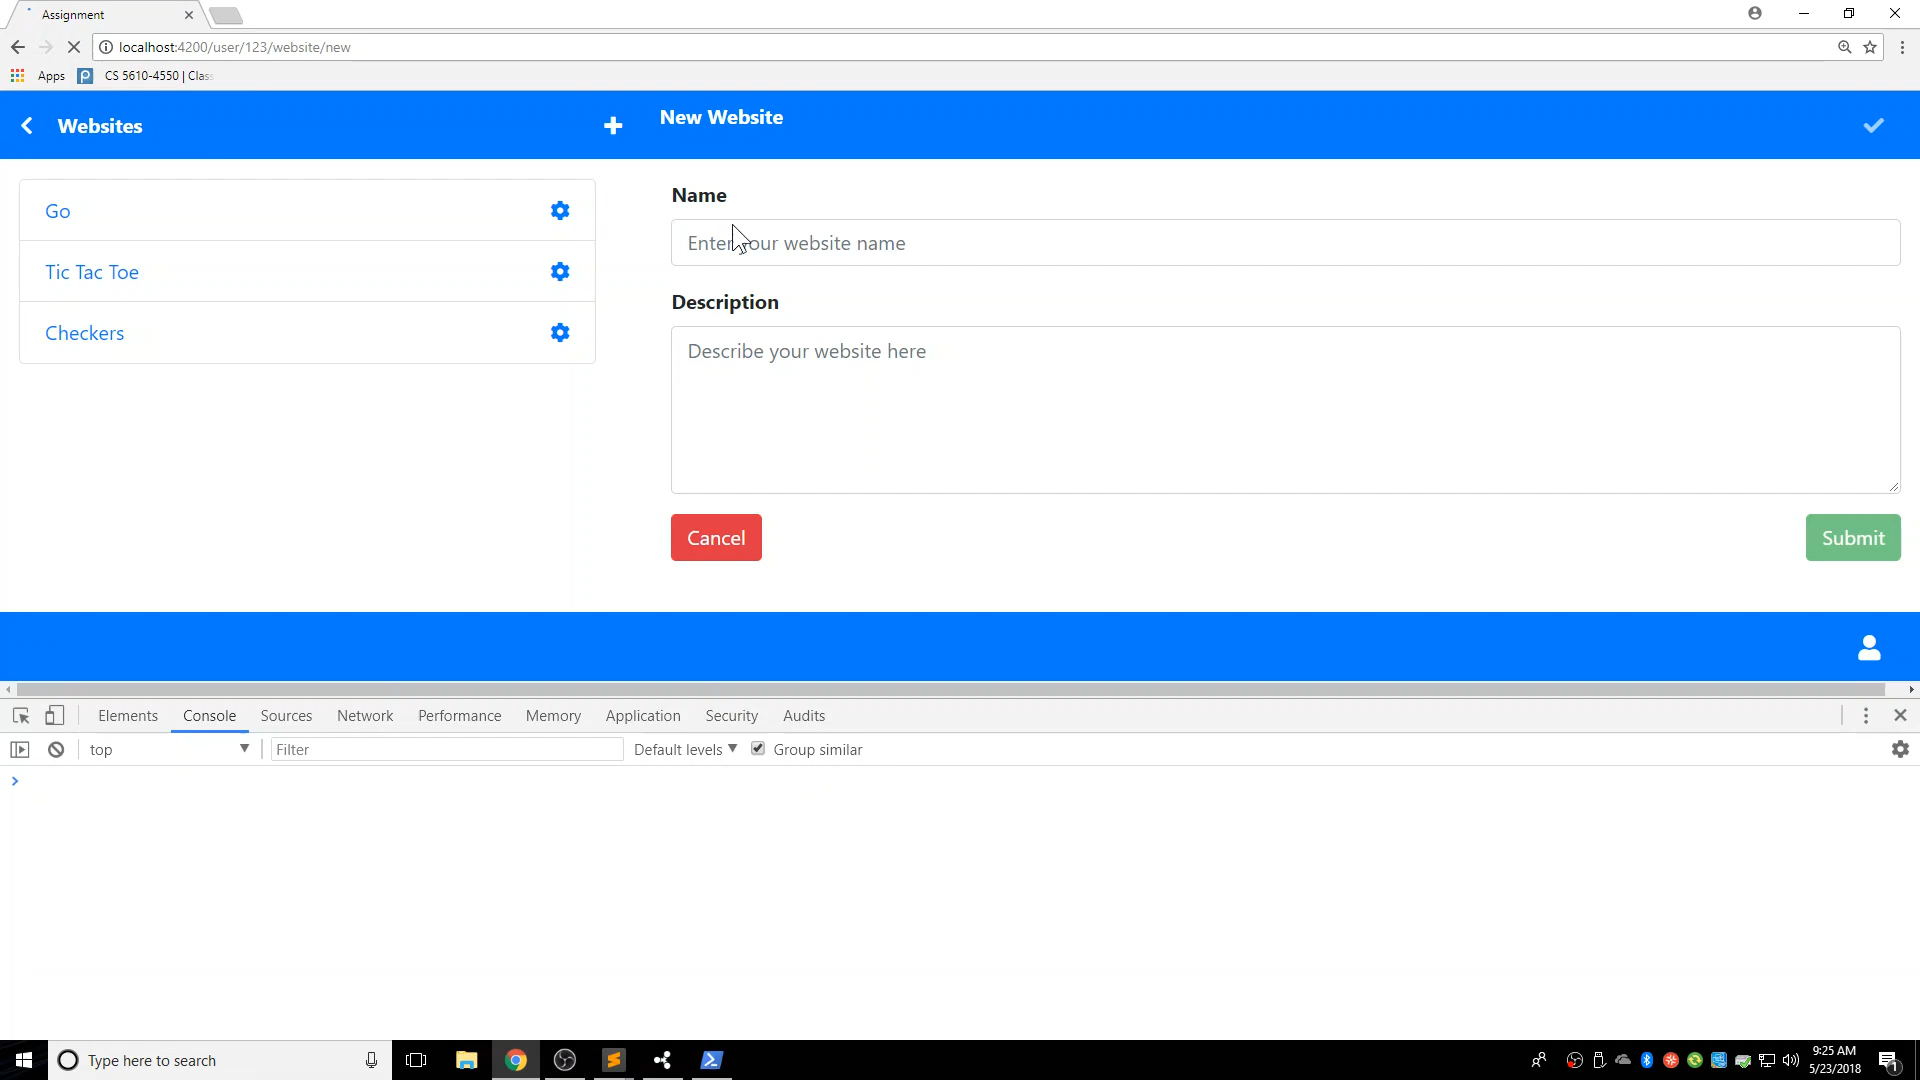 Assignment
localhost:4200/user/123/website/new
Apps
CS 5610-4550 | Clas
Websites
New Website
Go
Tic Tac Toe
Checkers
Name
Enter your website name
Description
Describe your website here
Cancel
Submit
Elements Console Sources Network Performance Memory Application Security Audits
top Filter Default levels Group similar
Type here to search
9:25 AM
5/23/2018
1